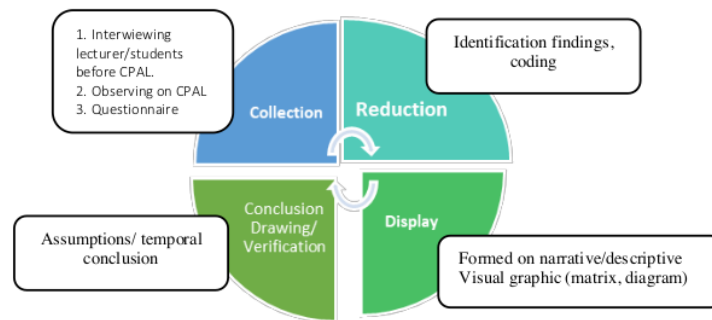 1. Interwiewing
lecturer/students
before CPAL.
2. Observing on CPAL
3. Questionnaire
Identification findings,
coding
Collection
Reduction
Conclusion
Drawing/
Verification
Display
Assumptions/ temporal
conclusion
Formed on narrative/descriptive
Visual graphic (matrix, diagram)